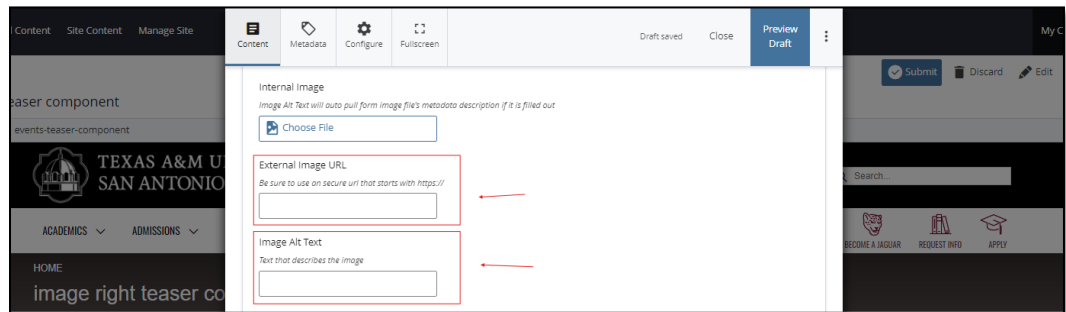 Content Site Content Manage Site
Content Metadata Configure Fullscreen
Draft saved Close Preview Draft
My C
Submit Discard Edit
Internal Image
Image Alt Text will auto pull form image file's metadata description if it is filled out
Choose File
easer component
events-teaser-component
External Image URL
Be sure to use an secure url that starts with https://
TEXAS A&M U
SAN ANTONIO
Search...
ACADEMICS ADMISSIONS
Image Alt Text
Text that describes the image
BECOME A JAGUAR REQUEST INFO APPLY
HOME
image right teaser co